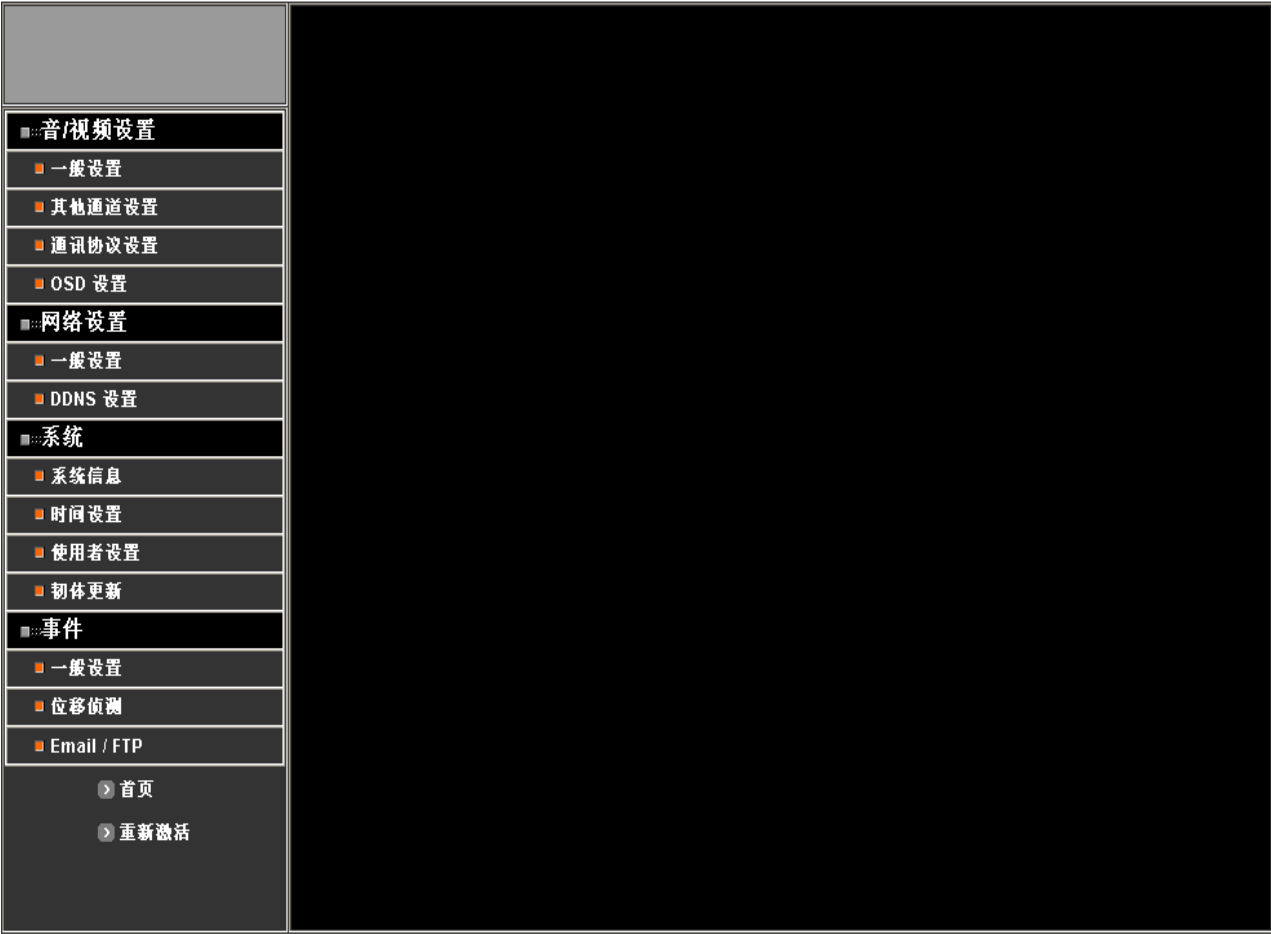 音/视频设置
一般设置
其他通道设置
通讯协议设置
OSD 设置
网络设置
一般设置
DDNS 设置
系统
系统信息
时间设置
使用者设置
韧体更新
事件
一般设置
位移侦测
Email / FTP
首页
重新激活